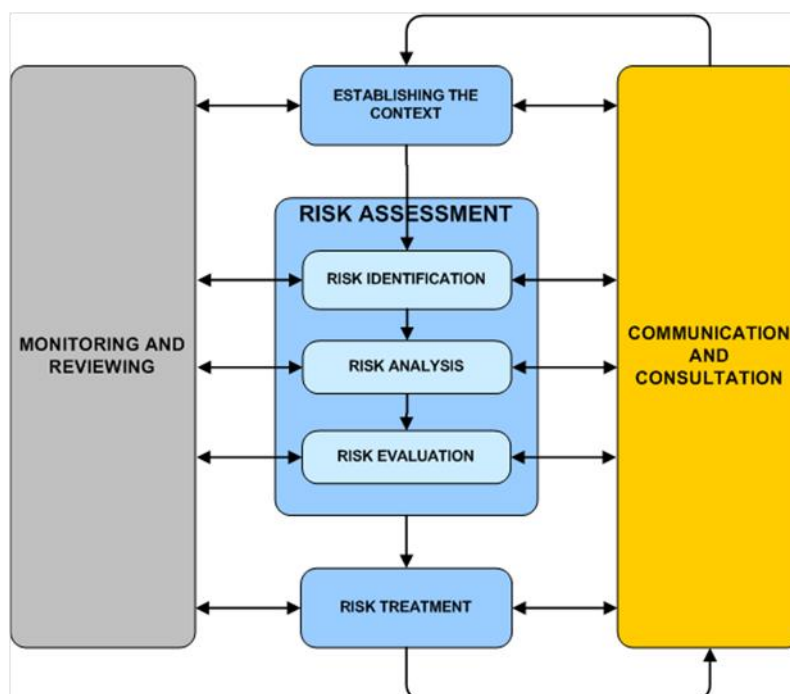 ESTABLISHING THE
CONTEXT
RISK ASSESSMENT
RISK IDENTIFICATION
MONITORING AND
REVIEWING
RISK ANALYSIS
COMMUNICATION
AND
CONSULTATION
RISK EVALUATION
RISK TREATMENT